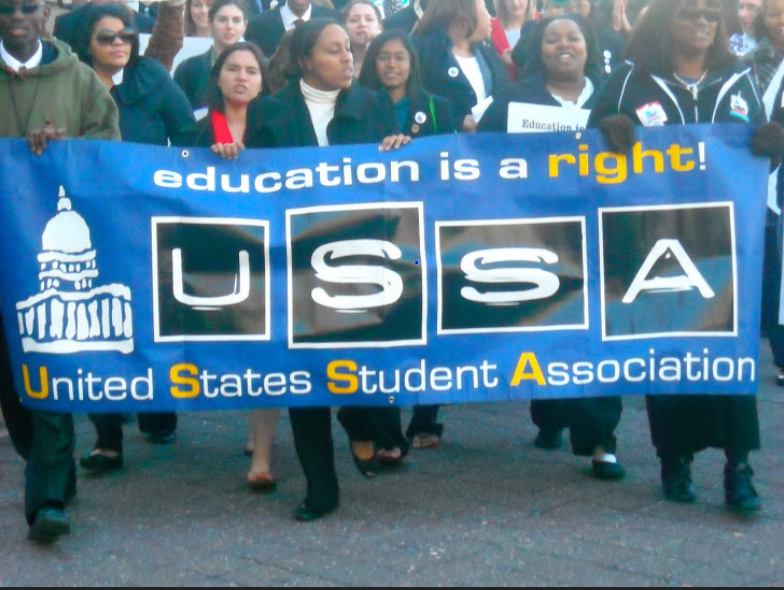 Education is
education is a right!
USSA
United States Student Association